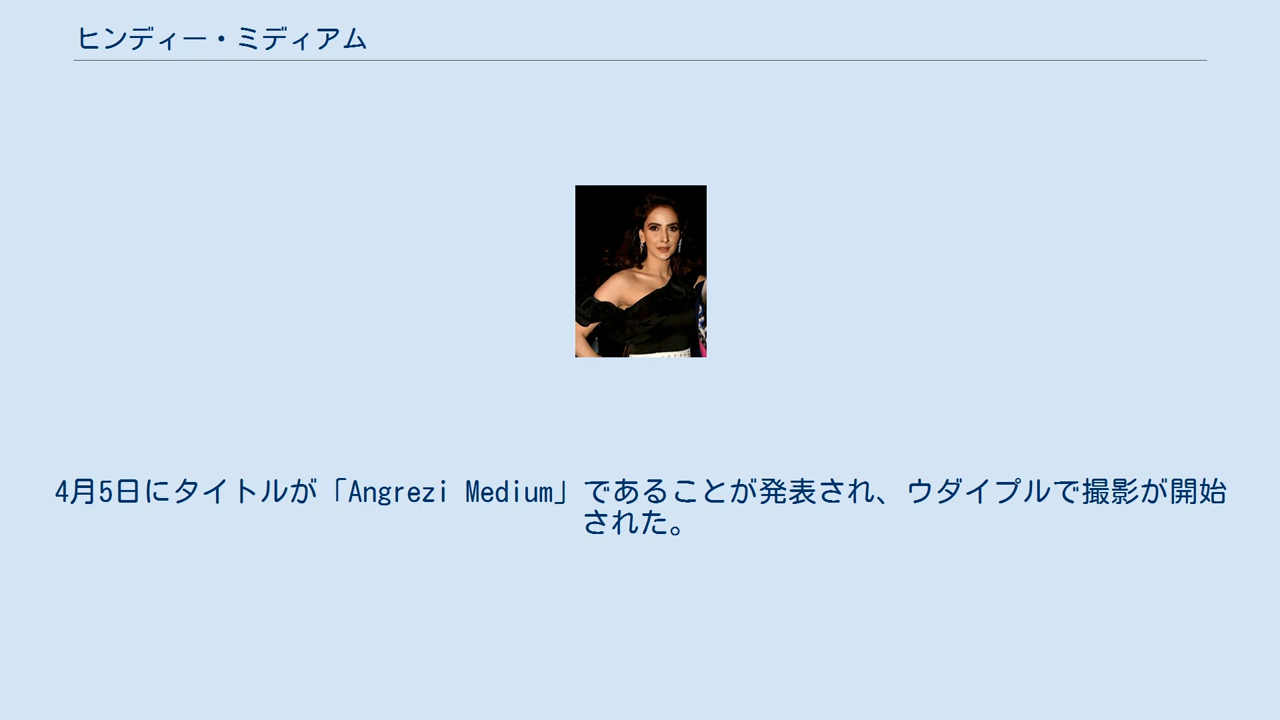 ヒンディー・ミディアム
4月5日にタイトルが「Angrezi Medium」であることが発表され、ウダイプルで撮影が開始
された。